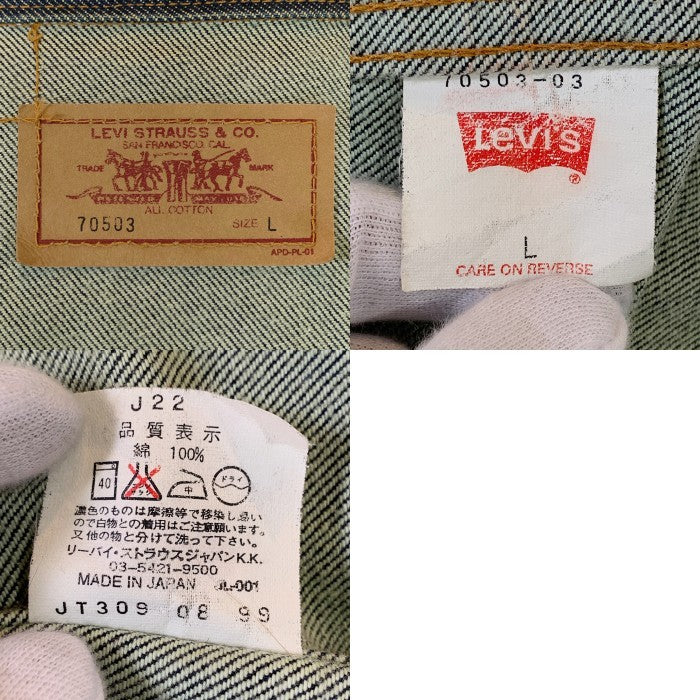 LEVI STRAUSS & CO.
SAN FRANCISCO, CAL.
TRADE MARK
ALL COTTON
70503 SIZE L
APD-PL-01
70503-03
Levi's
®
L
CARE ON REVERSE
J22
品質表示
綿 100%
40 中 ドライ
濃色のものは摩擦等で移染し易い
ので白物との着用はご注意願います。
又他の物と分けて洗って下さい。
リーバイ・ストラウスジャパンK.K.
03-5421-9500
MADE IN JAPAN JL-001
JT309 08 99